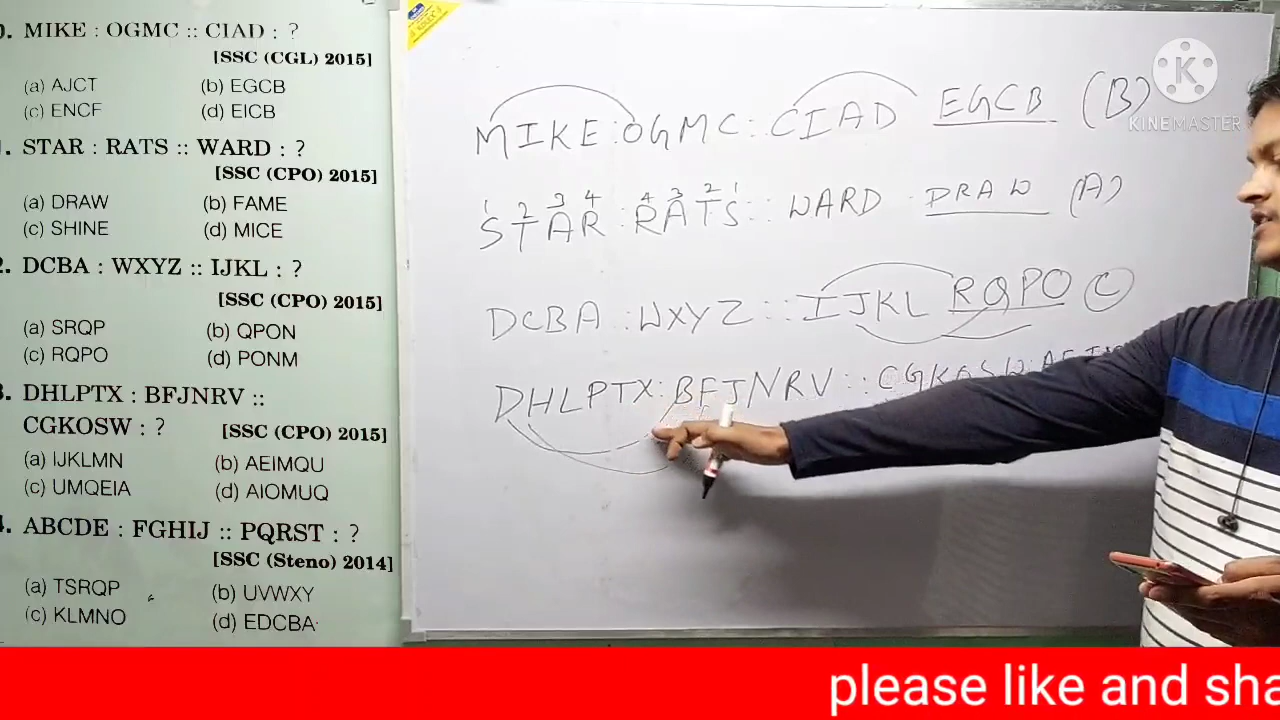 0. MIKE : OGMC :: CIAD : ?
[SSC (CGL) 2015]
(a) AJCT (b) EGCB
(c) ENCF (d) EICB
1. STAR : RATS :: WARD : ?
[SSC (CPO) 2015]
(a) DRAW (b) FAME
(c) SHINE (d) MICE
2. DCBA : WXYZ :: IJKL : ?
[SSC (CPO) 2015]
(a) SRQP (b) QPON
(c) RQPO (d) PONM
3. DHLPTX : BFJNRV ::
CGKOSW : ? [SSC (CPO) 2015]
(a) IJKLMN (b) AEIMQU
(c) UMQEIA (d) AIOMUQ
4. ABCDE : FGHIJ :: PQRST : ?
[SSC (Steno) 2014]
(a) TSRQP (b) UVWXY
(c) KLMNO (d) EDCBA
MIKE : OGMC :: CIAD EGCB (B)
KINEMASTER
1 2 3 4 4 3 2 1
STAR : RATS :: WARD DRAW (A)
DCBA : WXYZ :: IJKL RQPO (C)
DHLPTX : BFJNRV :: CGKOSW
please like and sha